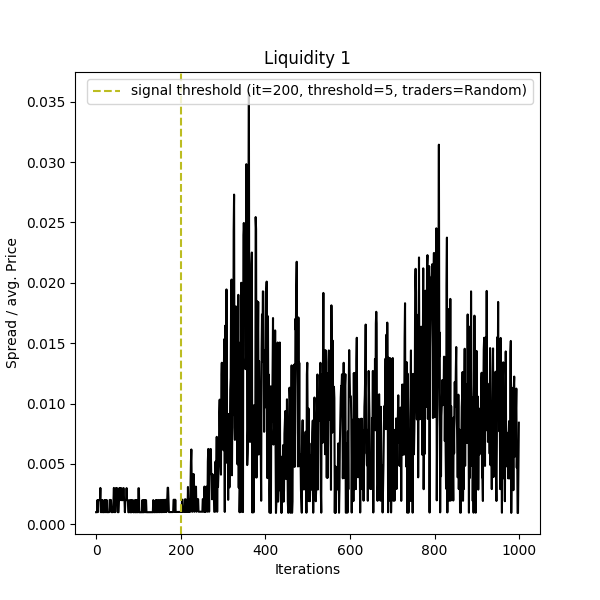 Liquidity 1
signal threshold (it=200, threshold=5, traders=Random)
Spread / avg. Price
0.035
0.030
0.025
0.020
0.015
0.010
0.005
0.000
0 200 400 600 800 1000
Iterations